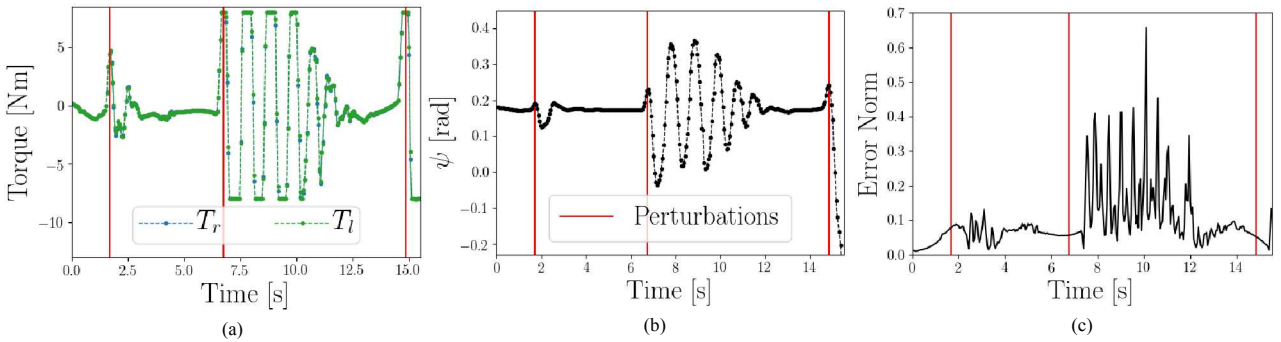 Torque [Nm]
5
0
−5
−10
T_r
T_l
0.0 2.5 5.0 7.5 10.0 12.5 15.0
Time [s]
(a)
ψ [rad]
0.4
0.3
0.2
0.1
0.0
−0.1
−0.2
Perturbations
0 2 4 6 8 10 12 14
Time [s]
(b)
Error Norm
0.7
0.6
0.5
0.4
0.3
0.2
0.1
0.0
0 2 4 6 8 10 12 14
Time [s]
(c)